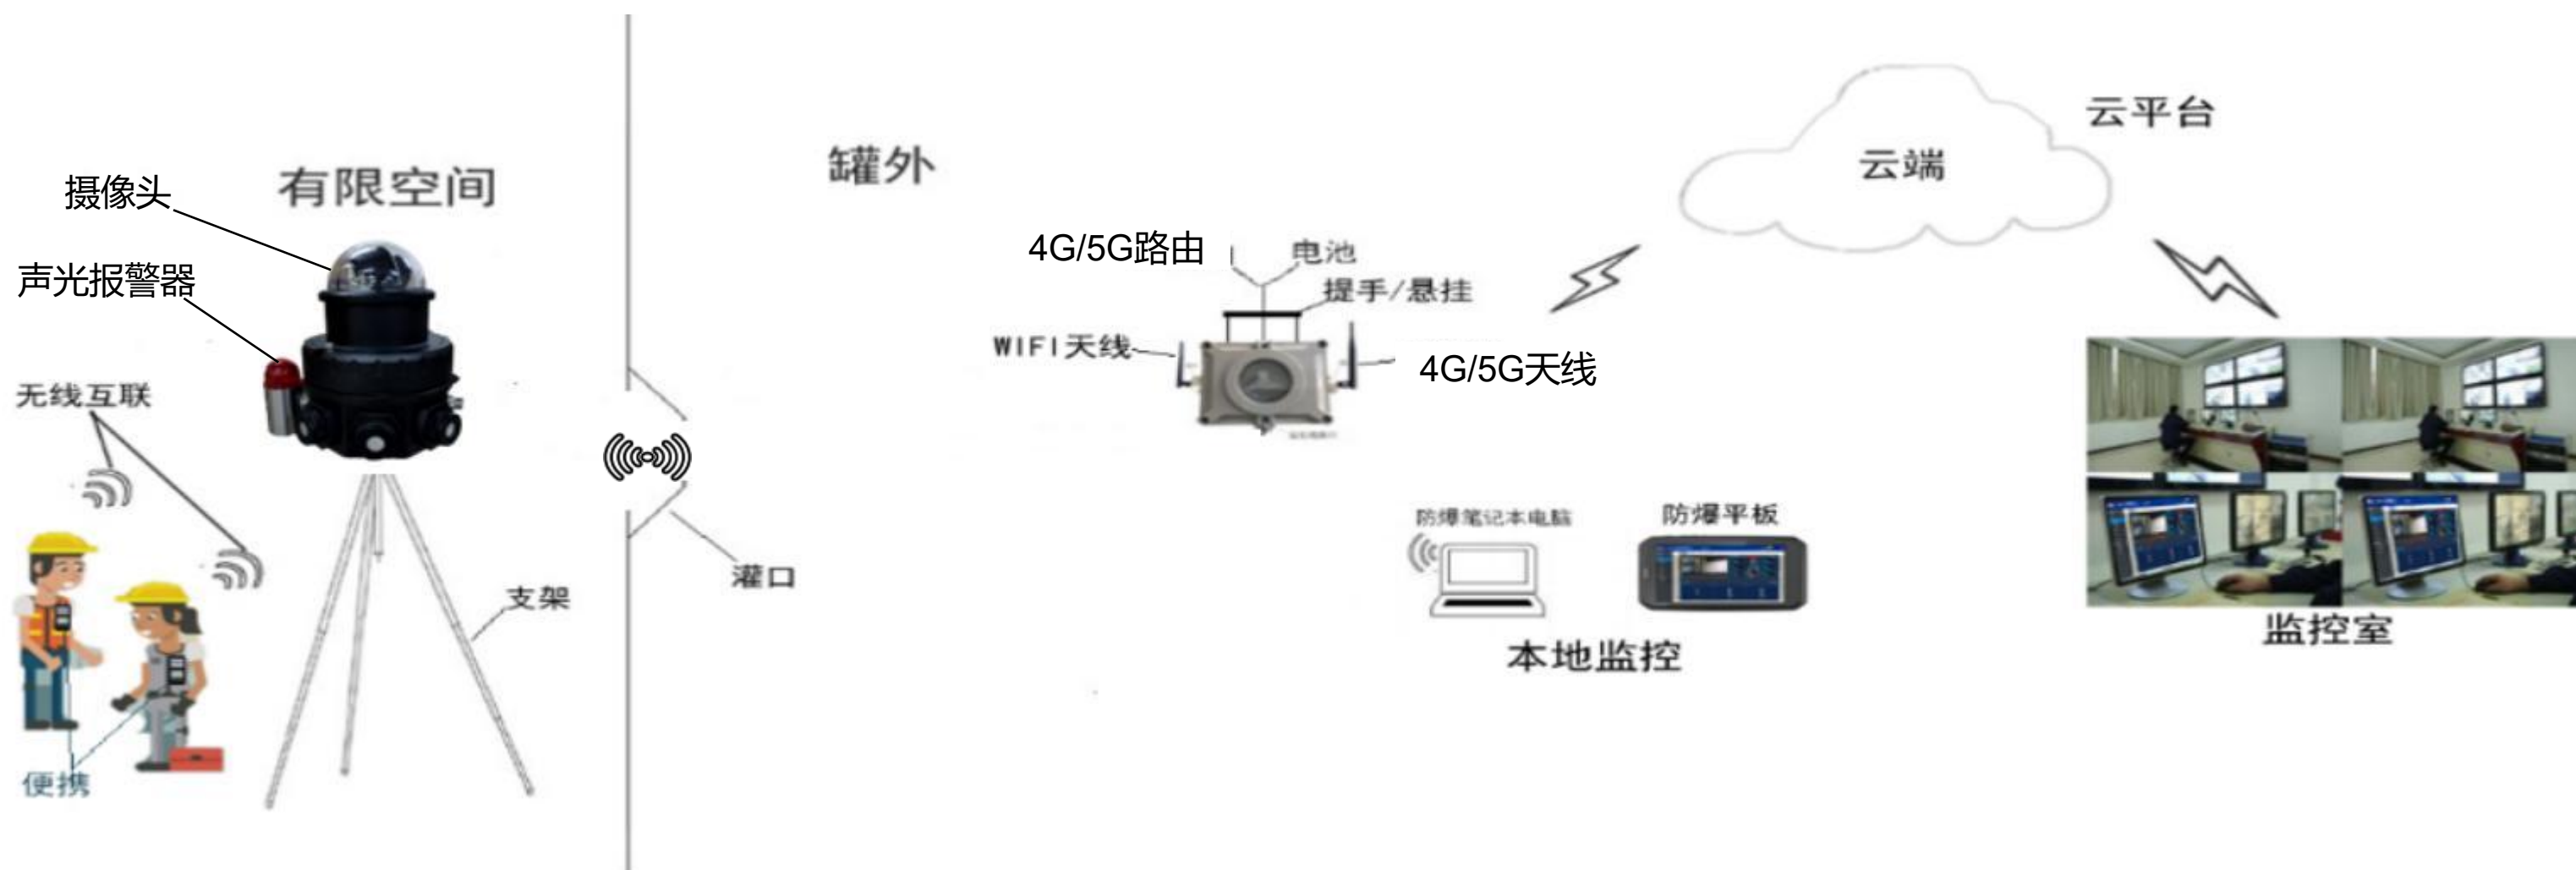 有限空间
摄像头
声光报警器
无线互联
便携
支架
罐外
灌口
4G/5G路由
电池
提手/悬挂
WIFI天线
4G/5G天线
云端
云平台
防爆笔记本电脑
防爆平板
本地监控
监控室